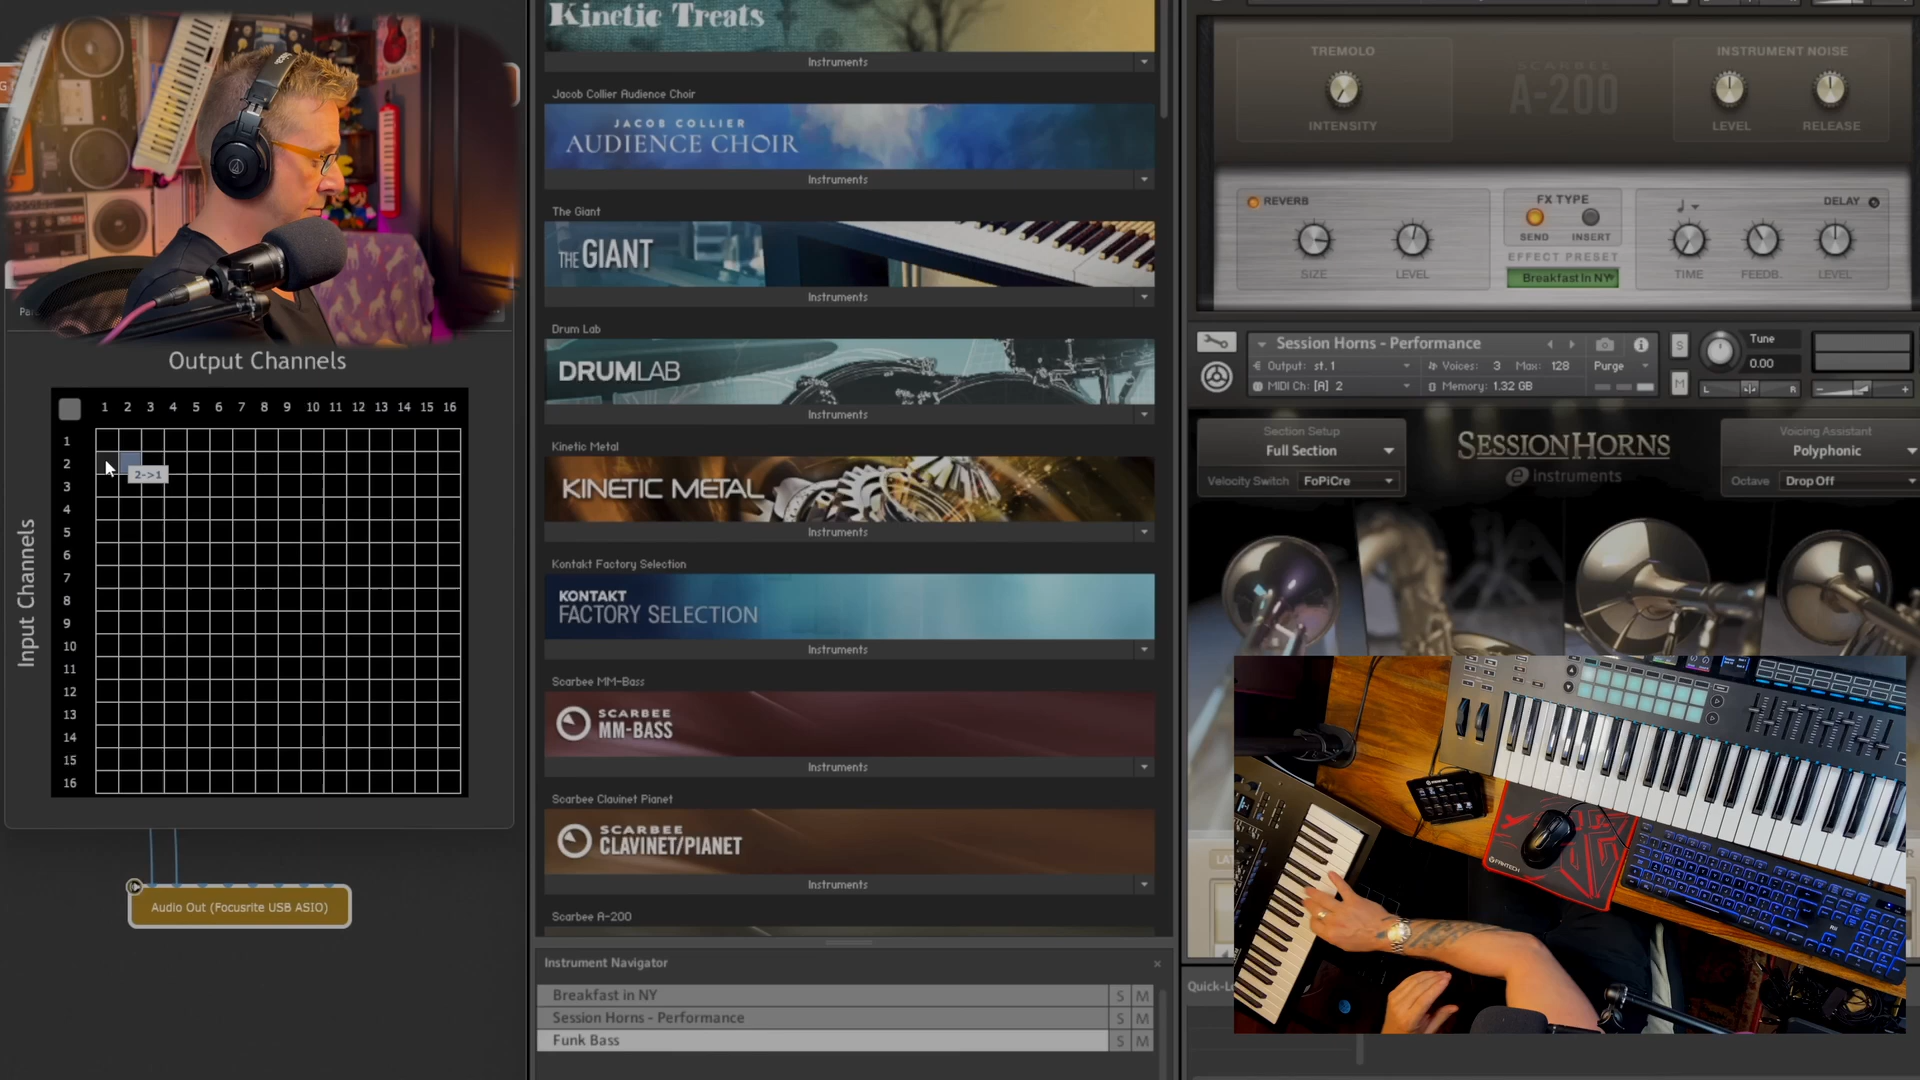 Output Channels
1 2 3 4 5 6 7 8 9 10 11 12 13 14 15 16
1
2
2->1
3
4
5
6
7
8
9
10
11
12
13
14
15
16
Input Channels
Audio Out (Focusrite USB ASIO)
Kinetic Treats
Instruments
Jacob Collier Audience Choir
JACOB COLLIER
AUDIENCE CHOIR
Instruments
The Giant
THE GIANT
Instruments
Drum Lab
DRUMLAB
Instruments
Kinetic Metal
KINETIC METAL
Instruments
Kontakt Factory Selection
KONTAKT
FACTORY SELECTION
Instruments
Scarbee MM-Bass
SCARBEE
MM-BASS
Instruments
Scarbee Clavinet Pianet
SCARBEE
CLAVINET/PIANET
Instruments
Scarbee A-200
Instrument Navigator
×
Breakfast in NY S M
Session Horns - Performance S M
Funk Bass S M
TREMOLO
INTENSITY
SCARBEE
A-200
INSTRUMENT NOISE
LEVEL RELEASE
REVERB
SIZE LEVEL
FX TYPE
SEND INSERT
EFFECT PRESET
Breakfast In NY
DELAY
TIME FEEDB. LEVEL
Session Horns - Performance
Output: st.1 Voices: 3 Max: 128 Purge
MIDI Ch: [A] 2 Memory: 1.32 GB
S
M
Tune
0.00
L R
- +
Section Setup
Full Section
Velocity Switch FoPiCre
SESSIONHORNS
e instruments
Voicing Assistant
Polyphonic
Octave Drop Off
FANTECH